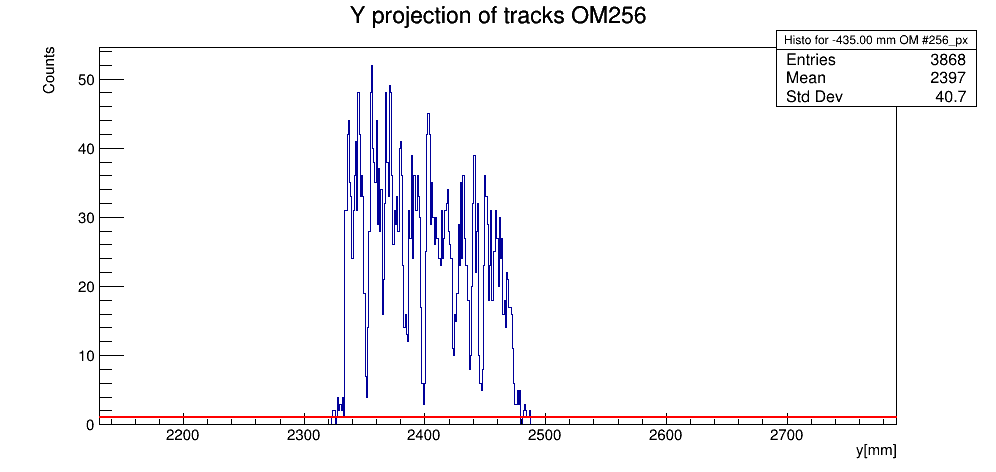 Y projection of tracks OM256
Histo for -435.00 mm OM #256_px
Entries 3868
Mean 2397
Std Dev 40.7
Counts
50
40
30
20
10
0
2200 2300 2400 2500 2600 2700
y[mm]